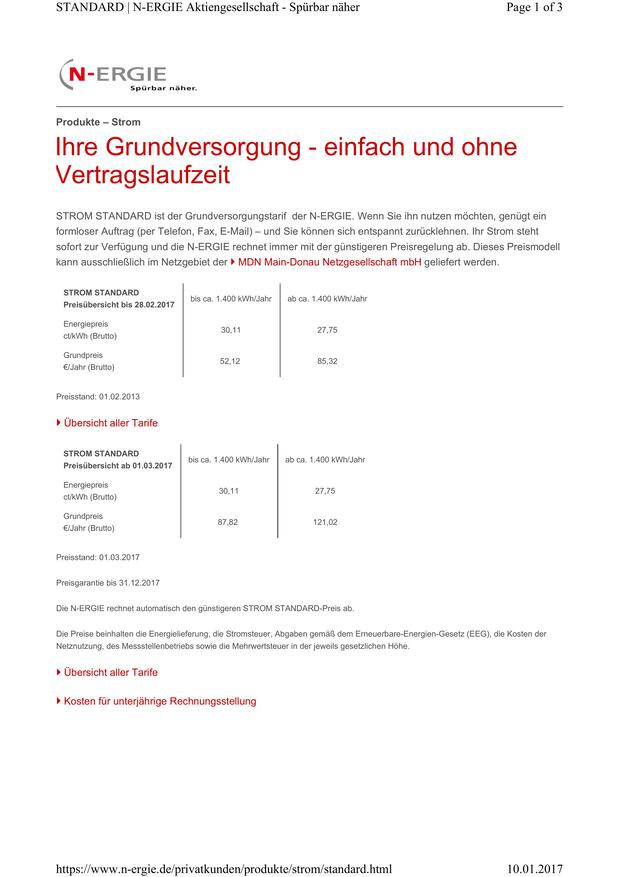 STANDARD | N-ERGIE Aktiengesellschaft - Spürbar näher Page 1 of 3
N-ERGIE
Spürbar näher.
Produkte – Strom
Ihre Grundversorgung - einfach und ohne
Vertragslaufzeit
STROM STANDARD ist der Grundversorgungstarif der N-ERGIE. Wenn Sie ihn nutzen möchten, genügt ein
formloser Auftrag (per Telefon, Fax, E-Mail) – und Sie können sich entspannt zurücklehnen. Ihr Strom steht
sofort zur Verfügung und die N-ERGIE rechnet immer mit der günstigeren Preisregelung ab. Dieses Preismodell
kann ausschließlich im Netzgebiet der MDN Main-Donau Netzgesellschaft mbH geliefert werden.
STROM STANDARD
Preisübersicht bis 28.02.2017 bis ca. 1.400 kWh/Jahr ab ca. 1.400 kWh/Jahr
Energiepreis
ct/kWh (Brutto) 30,11 27,75
Grundpreis
€/Jahr (Brutto) 52,12 85,32
Preisstand: 01.02.2013
Übersicht aller Tarife
STROM STANDARD
Preisübersicht ab 01.03.2017 bis ca. 1.400 kWh/Jahr ab ca. 1.400 kWh/Jahr
Energiepreis
ct/kWh (Brutto) 30,11 27,75
Grundpreis
€/Jahr (Brutto) 87,82 121,02
Preisstand: 01.03.2017
Preisgarantie bis 31.12.2017
Die N-ERGIE rechnet automatisch den günstigeren STROM STANDARD-Preis ab.
Die Preise beinhalten die Energielieferung, die Stromsteuer, Abgaben gemäß dem Erneuerbare-Energien-Gesetz (EEG), die Kosten der
Netznutzung, des Messstellenbetriebs sowie die Mehrwertsteuer in der jeweils gesetzlichen Höhe.
Übersicht aller Tarife
Kosten für unterjährige Rechnungsstellung
https://www.n-ergie.de/privatkunden/produkte/strom/standard.html 10.01.2017